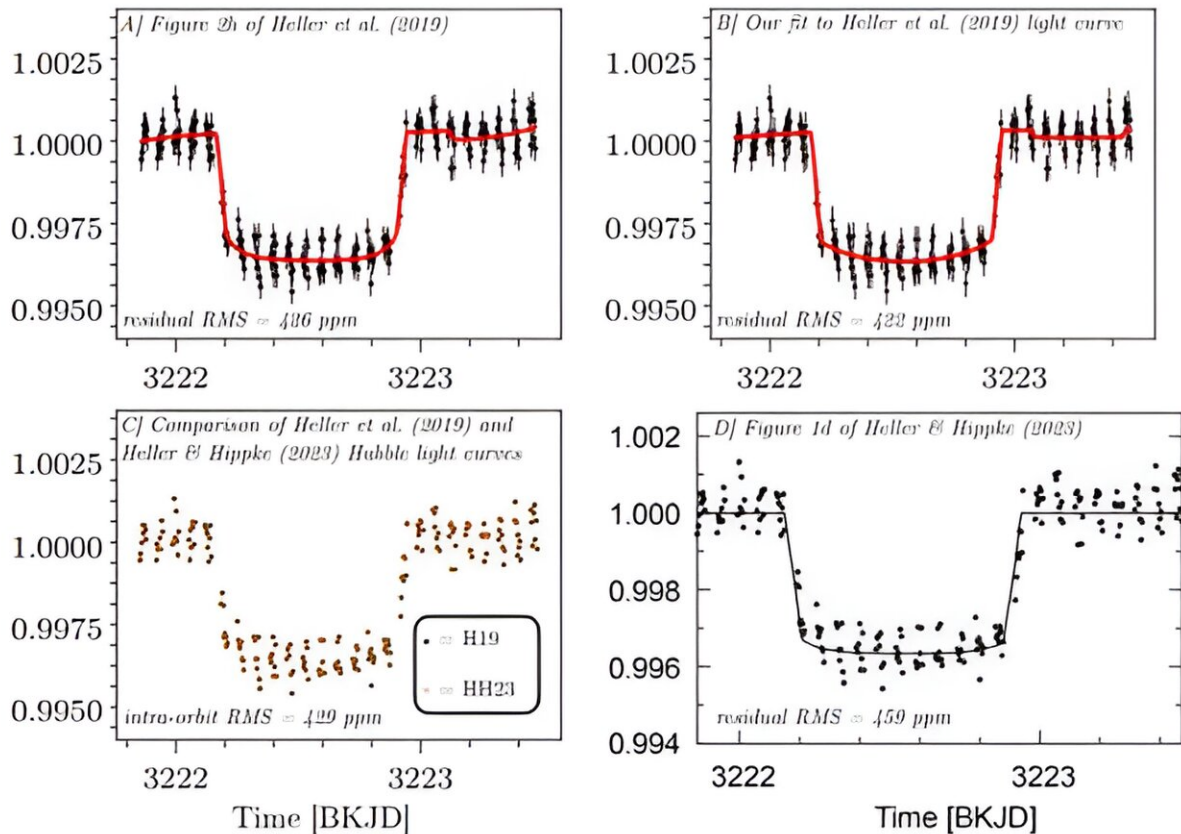 A] Figure 2h of Heller et al. (2019)
1.0025
1.0000
0.9975
0.9950
residual RMS = 436 ppm
3222
3223
B] Our fit to Heller et al. (2019) light curve
1.0025
1.0000
0.9975
0.9950
residual RMS =
3222
3223
C] Comparison of Heller et al. (2019) and
Heller & Hippke (2023) Hubble light curves
1.0025
1.0000
0.9975
0.9950
H19
HH23
intra-orbit RMS = 429 ppm
3222
3223
Time [BKJD]
D] Figure 1d of Heller & Hippke (2023)
1.002
1.000
0.998
0.996
0.994
residual RMS = 459 ppm
3222
3223
Time [BKJD]